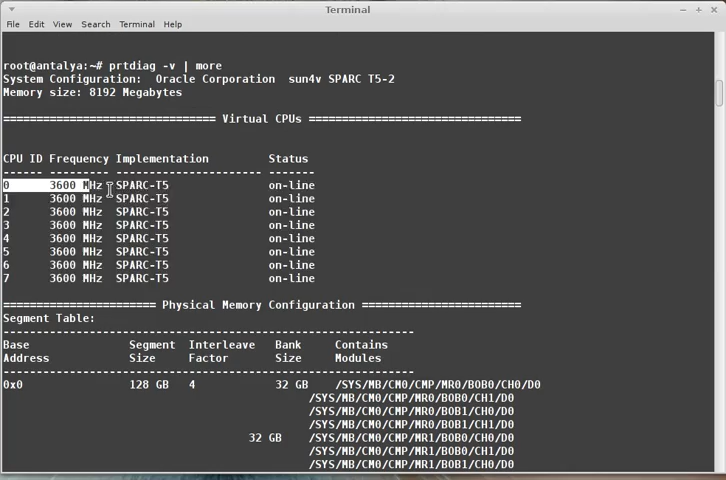 Terminal
File Edit View Search Terminal Help
root@antalya:~# prtdiag -v | more
System Configuration:  Oracle Corporation  sun4v SPARC T5-2
Memory size: 8192 Megabytes
================================ Virtual CPUs ================================
CPU ID Frequency Implementation         Status
------ --------- ---------------------- -------
0      3600 MHz  SPARC-T5               on-line
1      3600 MHz  SPARC-T5               on-line
2      3600 MHz  SPARC-T5               on-line
3      3600 MHz  SPARC-T5               on-line
4      3600 MHz  SPARC-T5               on-line
5      3600 MHz  SPARC-T5               on-line
6      3600 MHz  SPARC-T5               on-line
7      3600 MHz  SPARC-T5               on-line
======================= Physical Memory Configuration ========================
Segment Table:
--------------------------------------------------------------
Base                   Segment  Interleave   Bank     Contains
Address                Size     Factor       Size     Modules
--------------------------------------------------------------
0x0                    128 GB   4            32 GB    /SYS/MB/CM0/CMP/MR0/BOB0/CH0/D0
/SYS/MB/CM0/CMP/MR0/BOB0/CH1/D0
/SYS/MB/CM0/CMP/MR0/BOB1/CH0/D0
/SYS/MB/CM0/CMP/MR0/BOB1/CH1/D0
32 GB    /SYS/MB/CM0/CMP/MR1/BOB0/CH0/D0
/SYS/MB/CM0/CMP/MR1/BOB0/CH1/D0
/SYS/MB/CM0/CMP/MR1/BOB1/CH0/D0